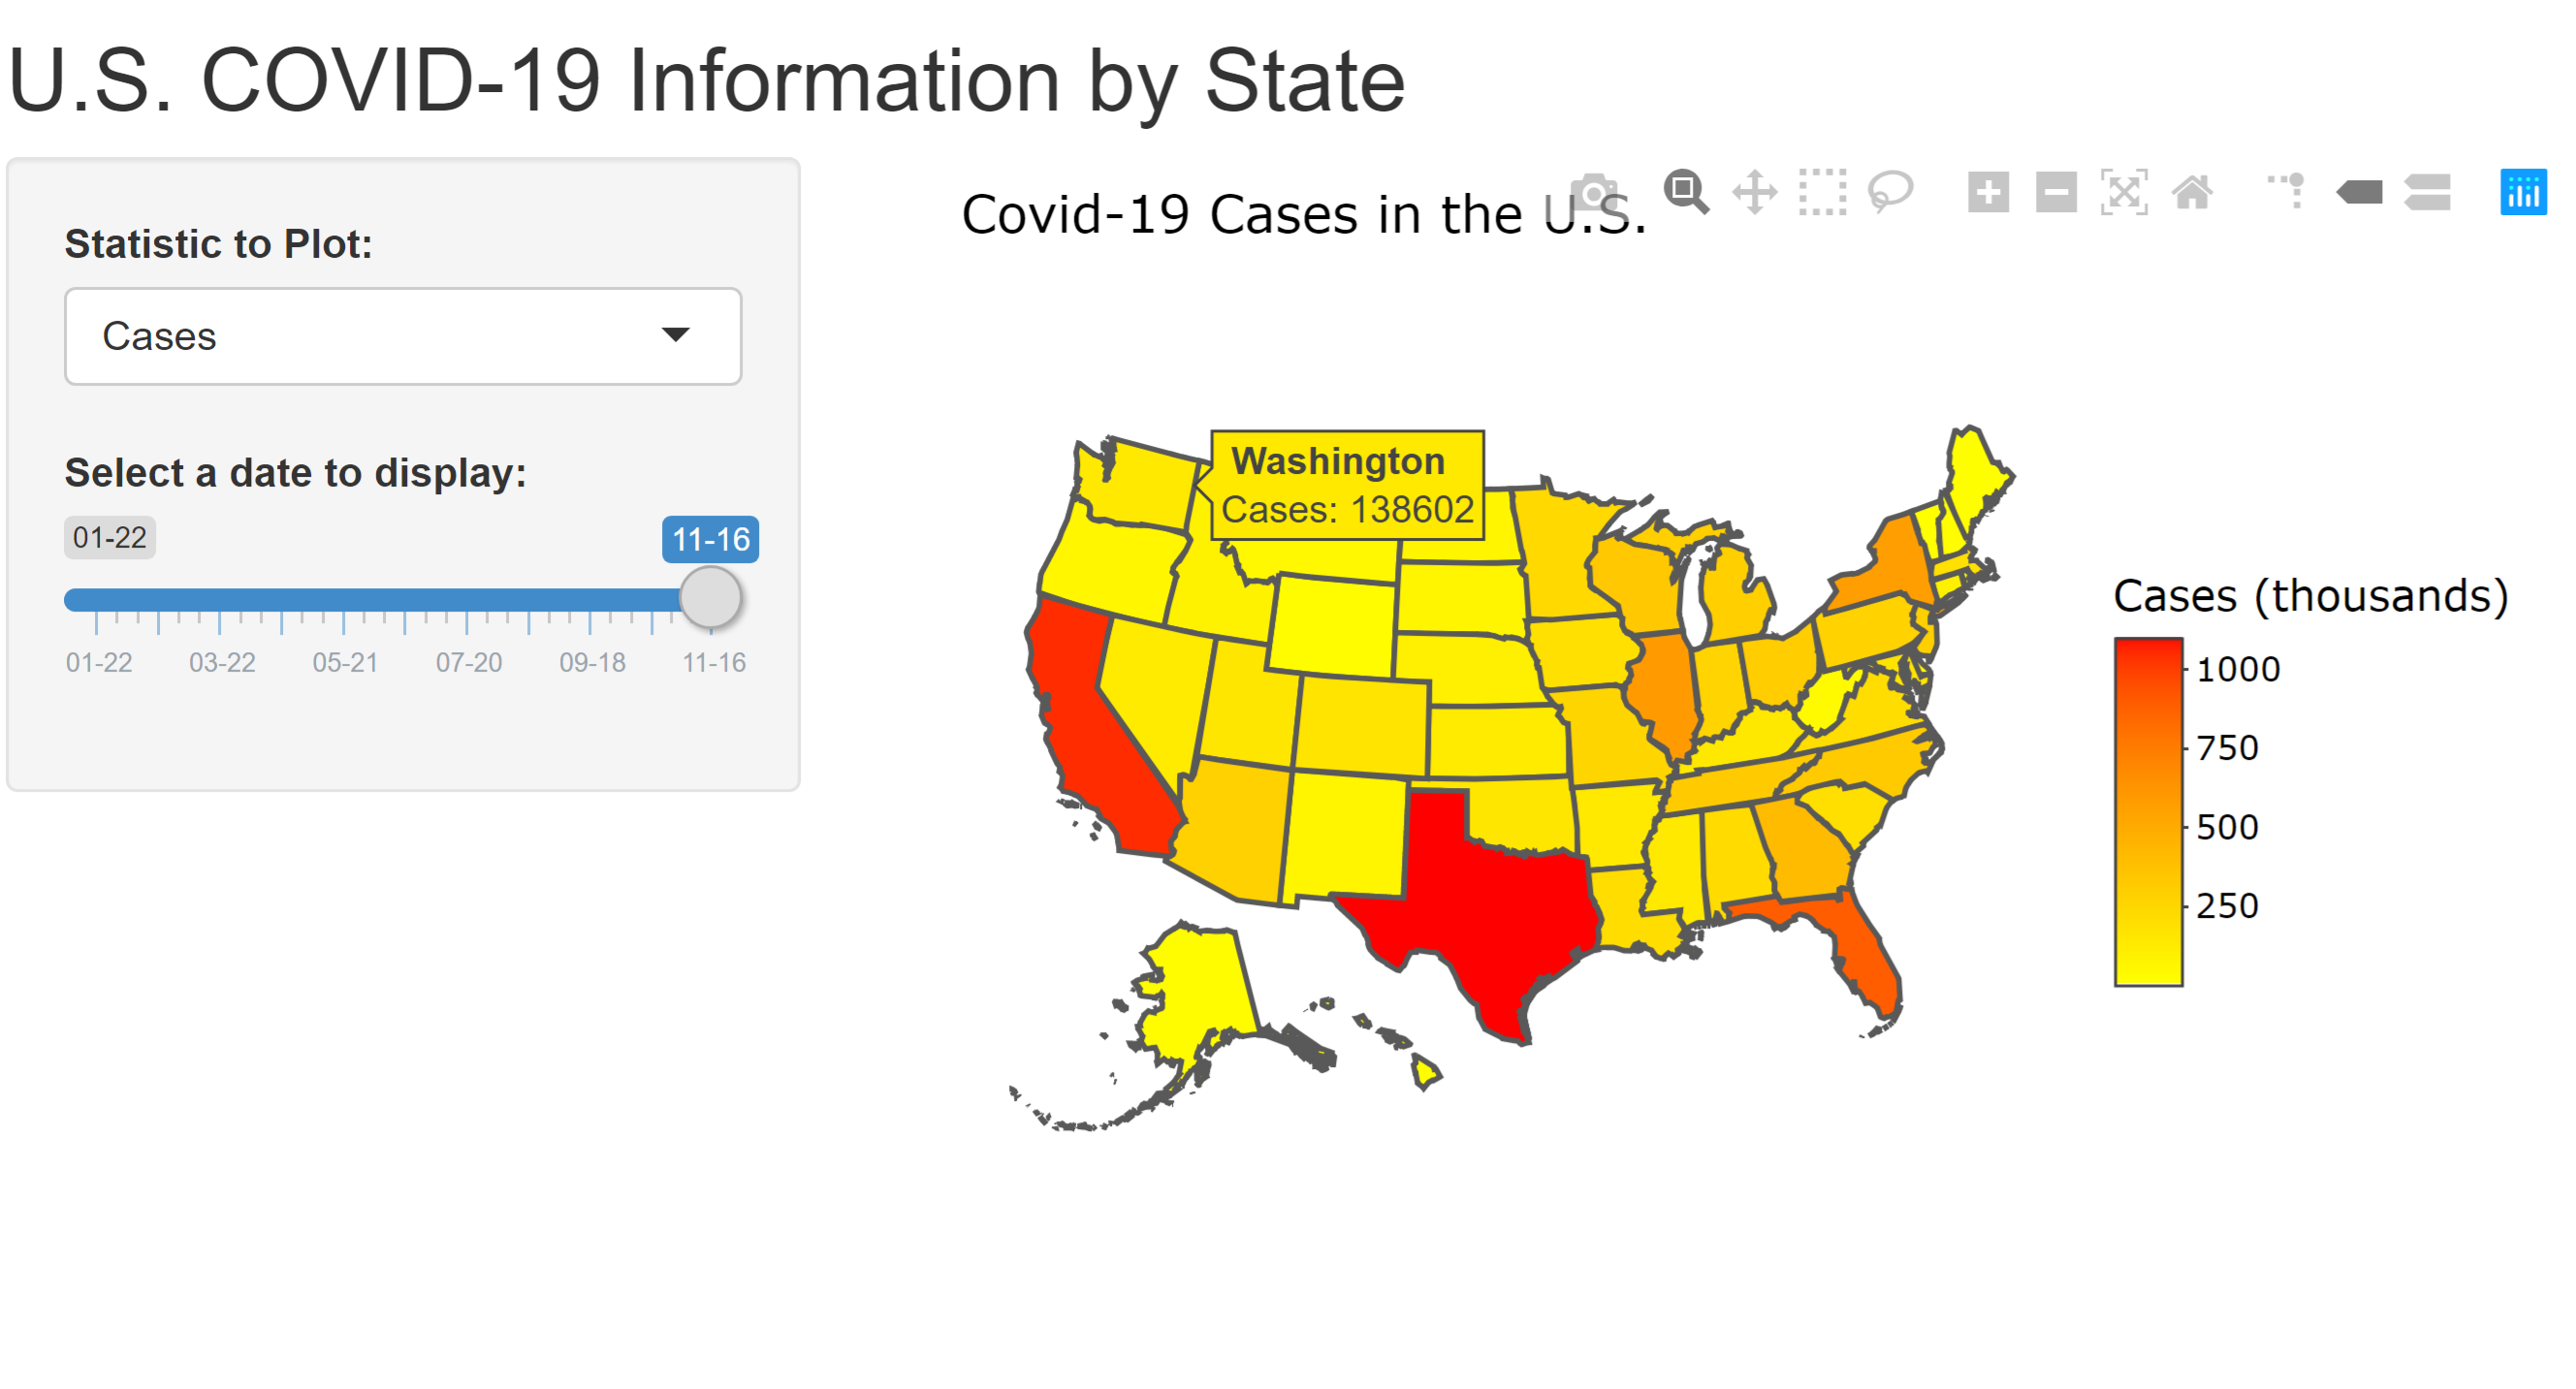 U.S. COVID-19 Information by State
Statistic to Plot:
Cases
Select a date to display:
01-22
11-16
01-22 03-22 05-21 07-20 09-18 11-16
Covid-19 Cases in the U.S.
Washington
Cases: 138602
Cases (thousands)
1000
750
500
250